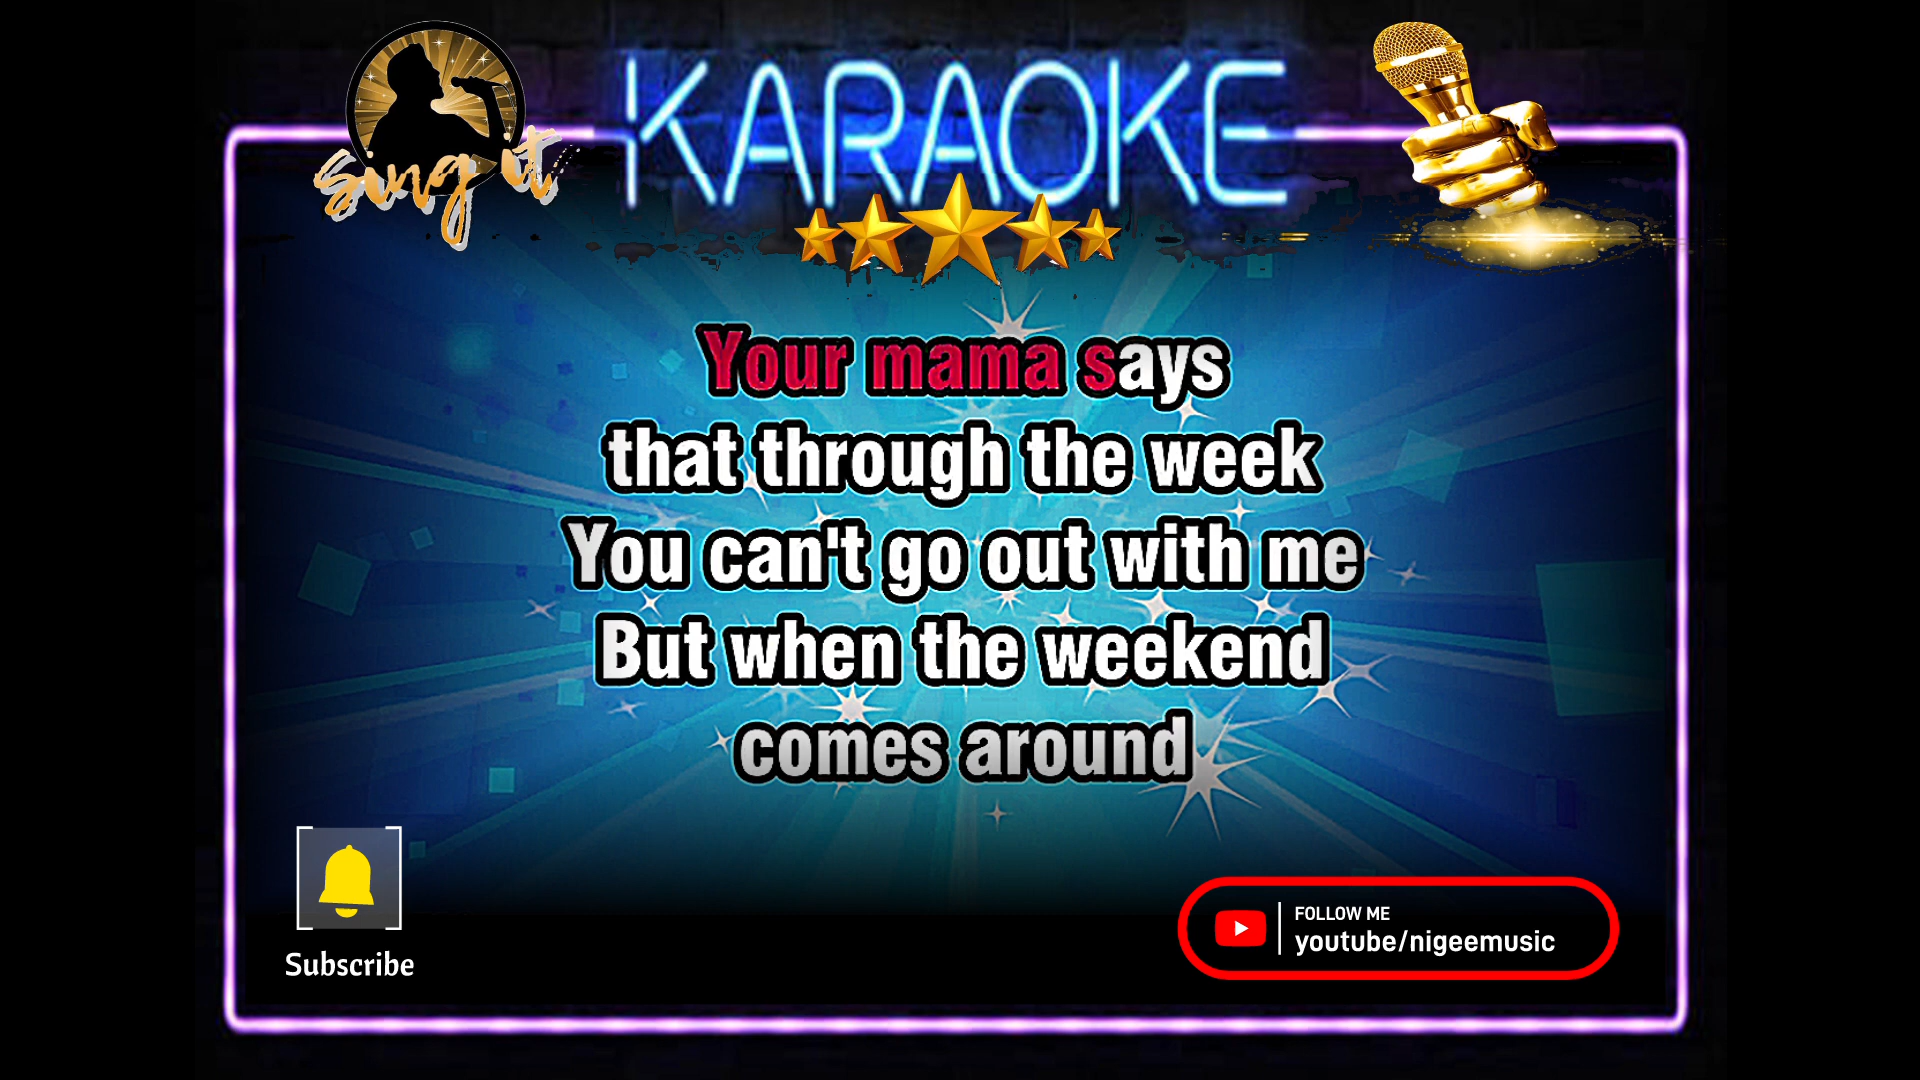 sing it
KARAOKE
Your mama says
that through the week
You can't go out with me
But when the weekend
comes around
Subscribe
FOLLOW ME
youtube/nigeemusic